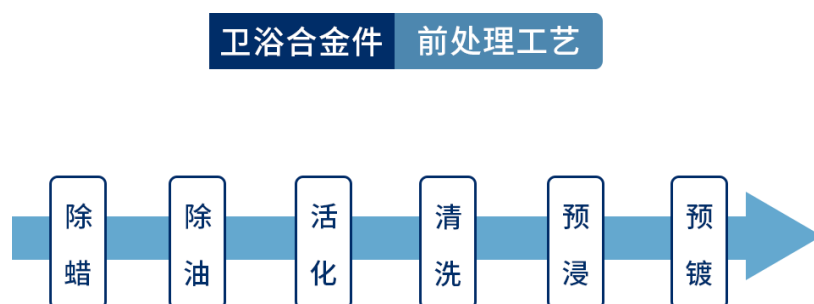 卫浴合金件 前处理工艺
除蜡
除油
活化
清洗
预浸
预镀